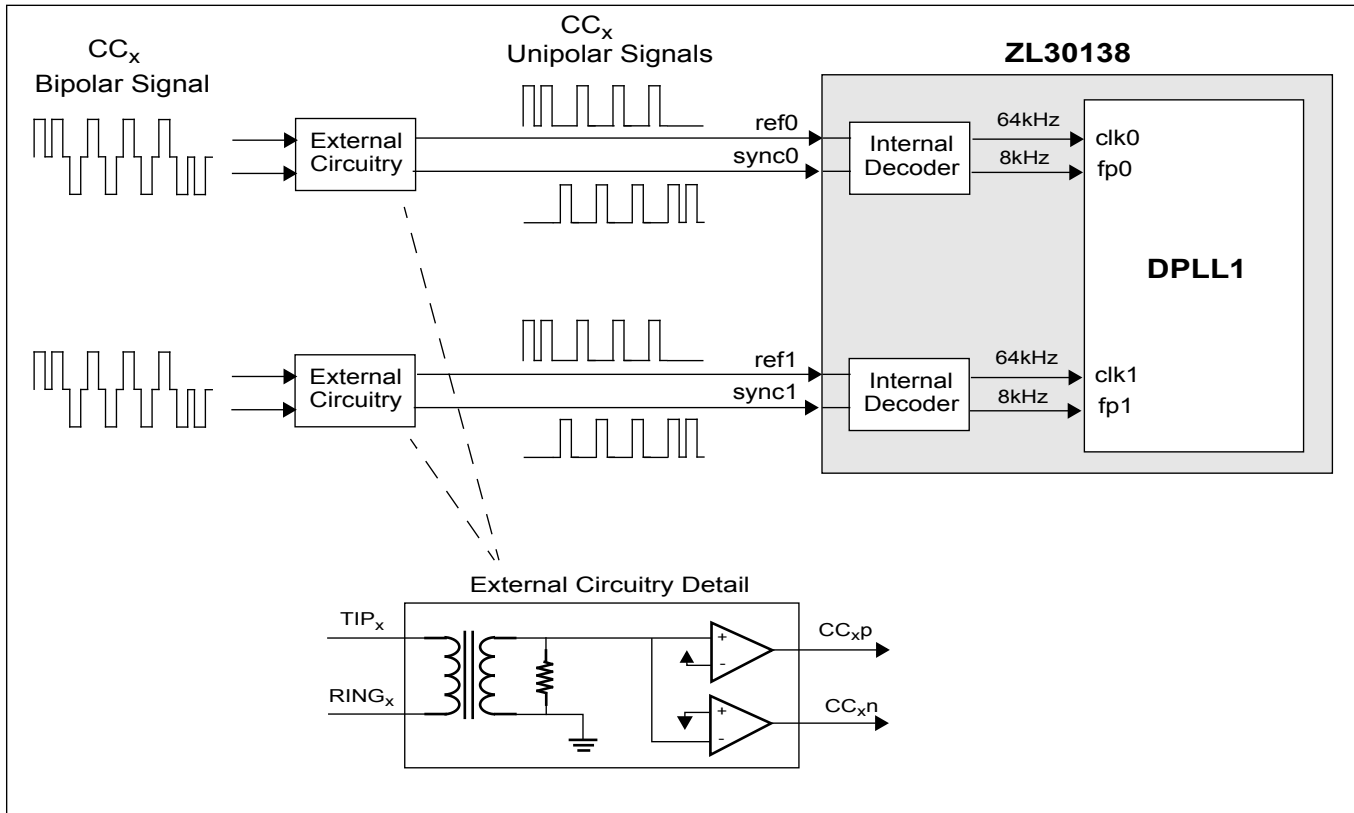 CCx
Bipolar Signal
CCx
Unipolar Signals
ZL30138
External
Circuitry
ref0
sync0
Internal
Decoder
64kHz
8kHz
clk0
fp0
DPLL1
External
Circuitry
ref1
sync1
Internal
Decoder
64kHz
8kHz
clk1
fp1
External Circuitry Detail
TIPx
RINGx
+
-
CCxp
+
-
CCxn